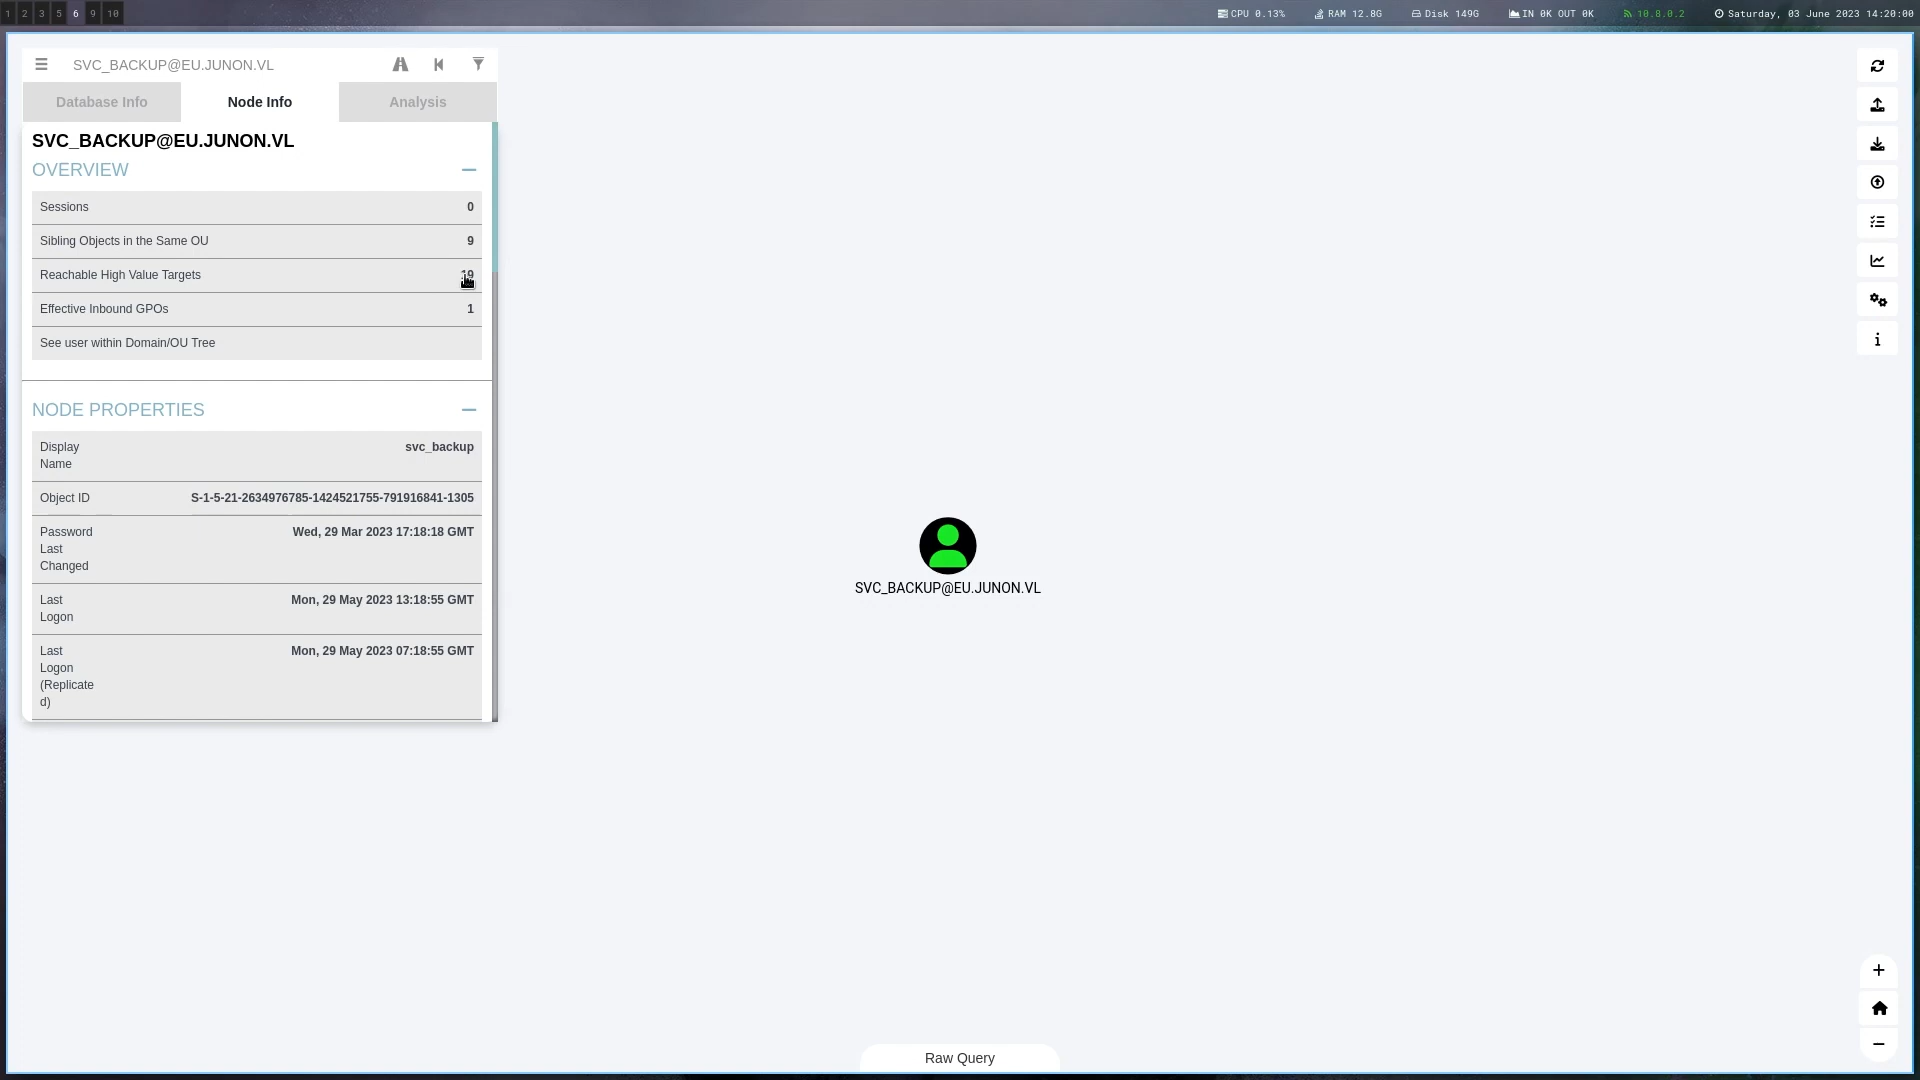 1 2 3 5 6 9 10 CPU 0.13% RAM 12.8G Disk 149G IN 0K OUT 0K 10.8.0.2 Saturday, 03 June 2023 14:20:00
SVC_BACKUP@EU.JUNON.VL
Database Info Node Info Analysis
SVC_BACKUP@EU.JUNON.VL
OVERVIEW
Sessions 0
Sibling Objects in the Same OU 9
Reachable High Value Targets 19
Effective Inbound GPOs 1
See user within Domain/OU Tree
NODE PROPERTIES
Display svc_backup
Name
Object ID S-1-5-21-2634976785-1424521755-791916841-1305
Password Wed, 29 Mar 2023 17:18:18 GMT
Last
Changed
Last Mon, 29 May 2023 13:18:55 GMT
Logon
Last Mon, 29 May 2023 07:18:55 GMT
Logon
(Replicate
d)
SVC_BACKUP@EU.JUNON.VL
Raw Query